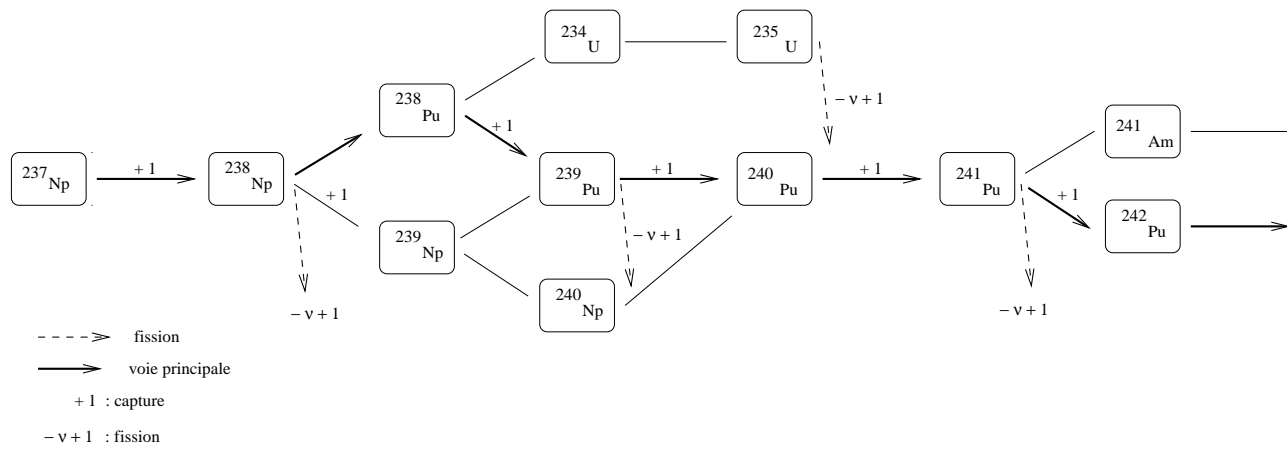 234 U
235 U
238 Pu
− ν + 1
+ 1
241 Am
237 Np
+ 1
238 Np
239 Pu
+ 1
240 Pu
+ 1
241 Pu
+ 1
+ 1
242 Pu
239 Np
− ν + 1
240 Np
− ν + 1
− ν + 1
fission
voie principale
+ 1 : capture
− ν + 1 : fission